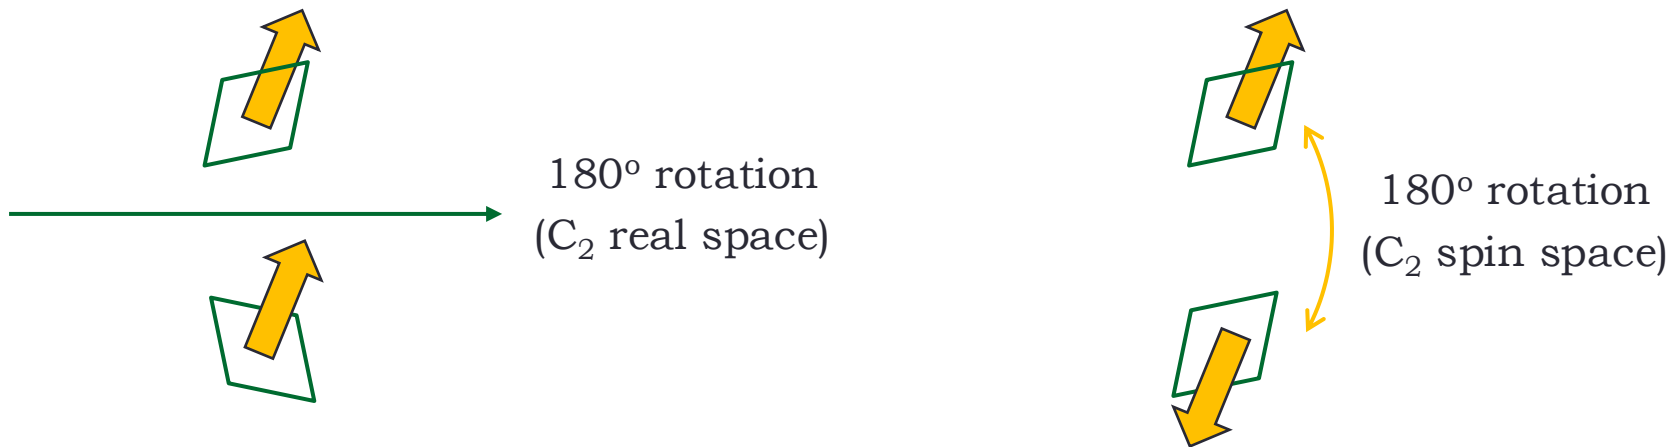 180º rotation
(C₂ real space)
180º rotation
(C₂ spin space)